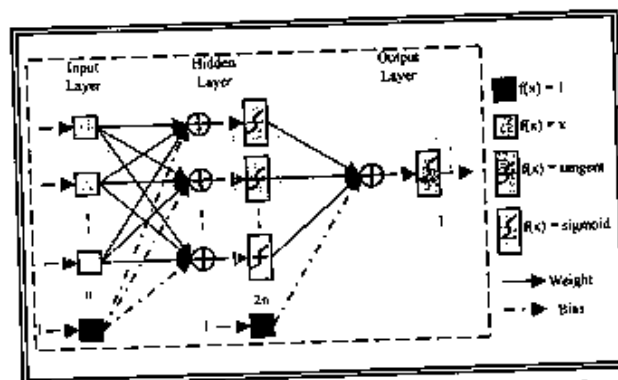 Input
Layer
Hidden
Layer
Output
Layer
f(x) = 1
f(x) = x
f(x) = tangent
f(x) = sigmoid
Weight
Bias
n
2n
1
1